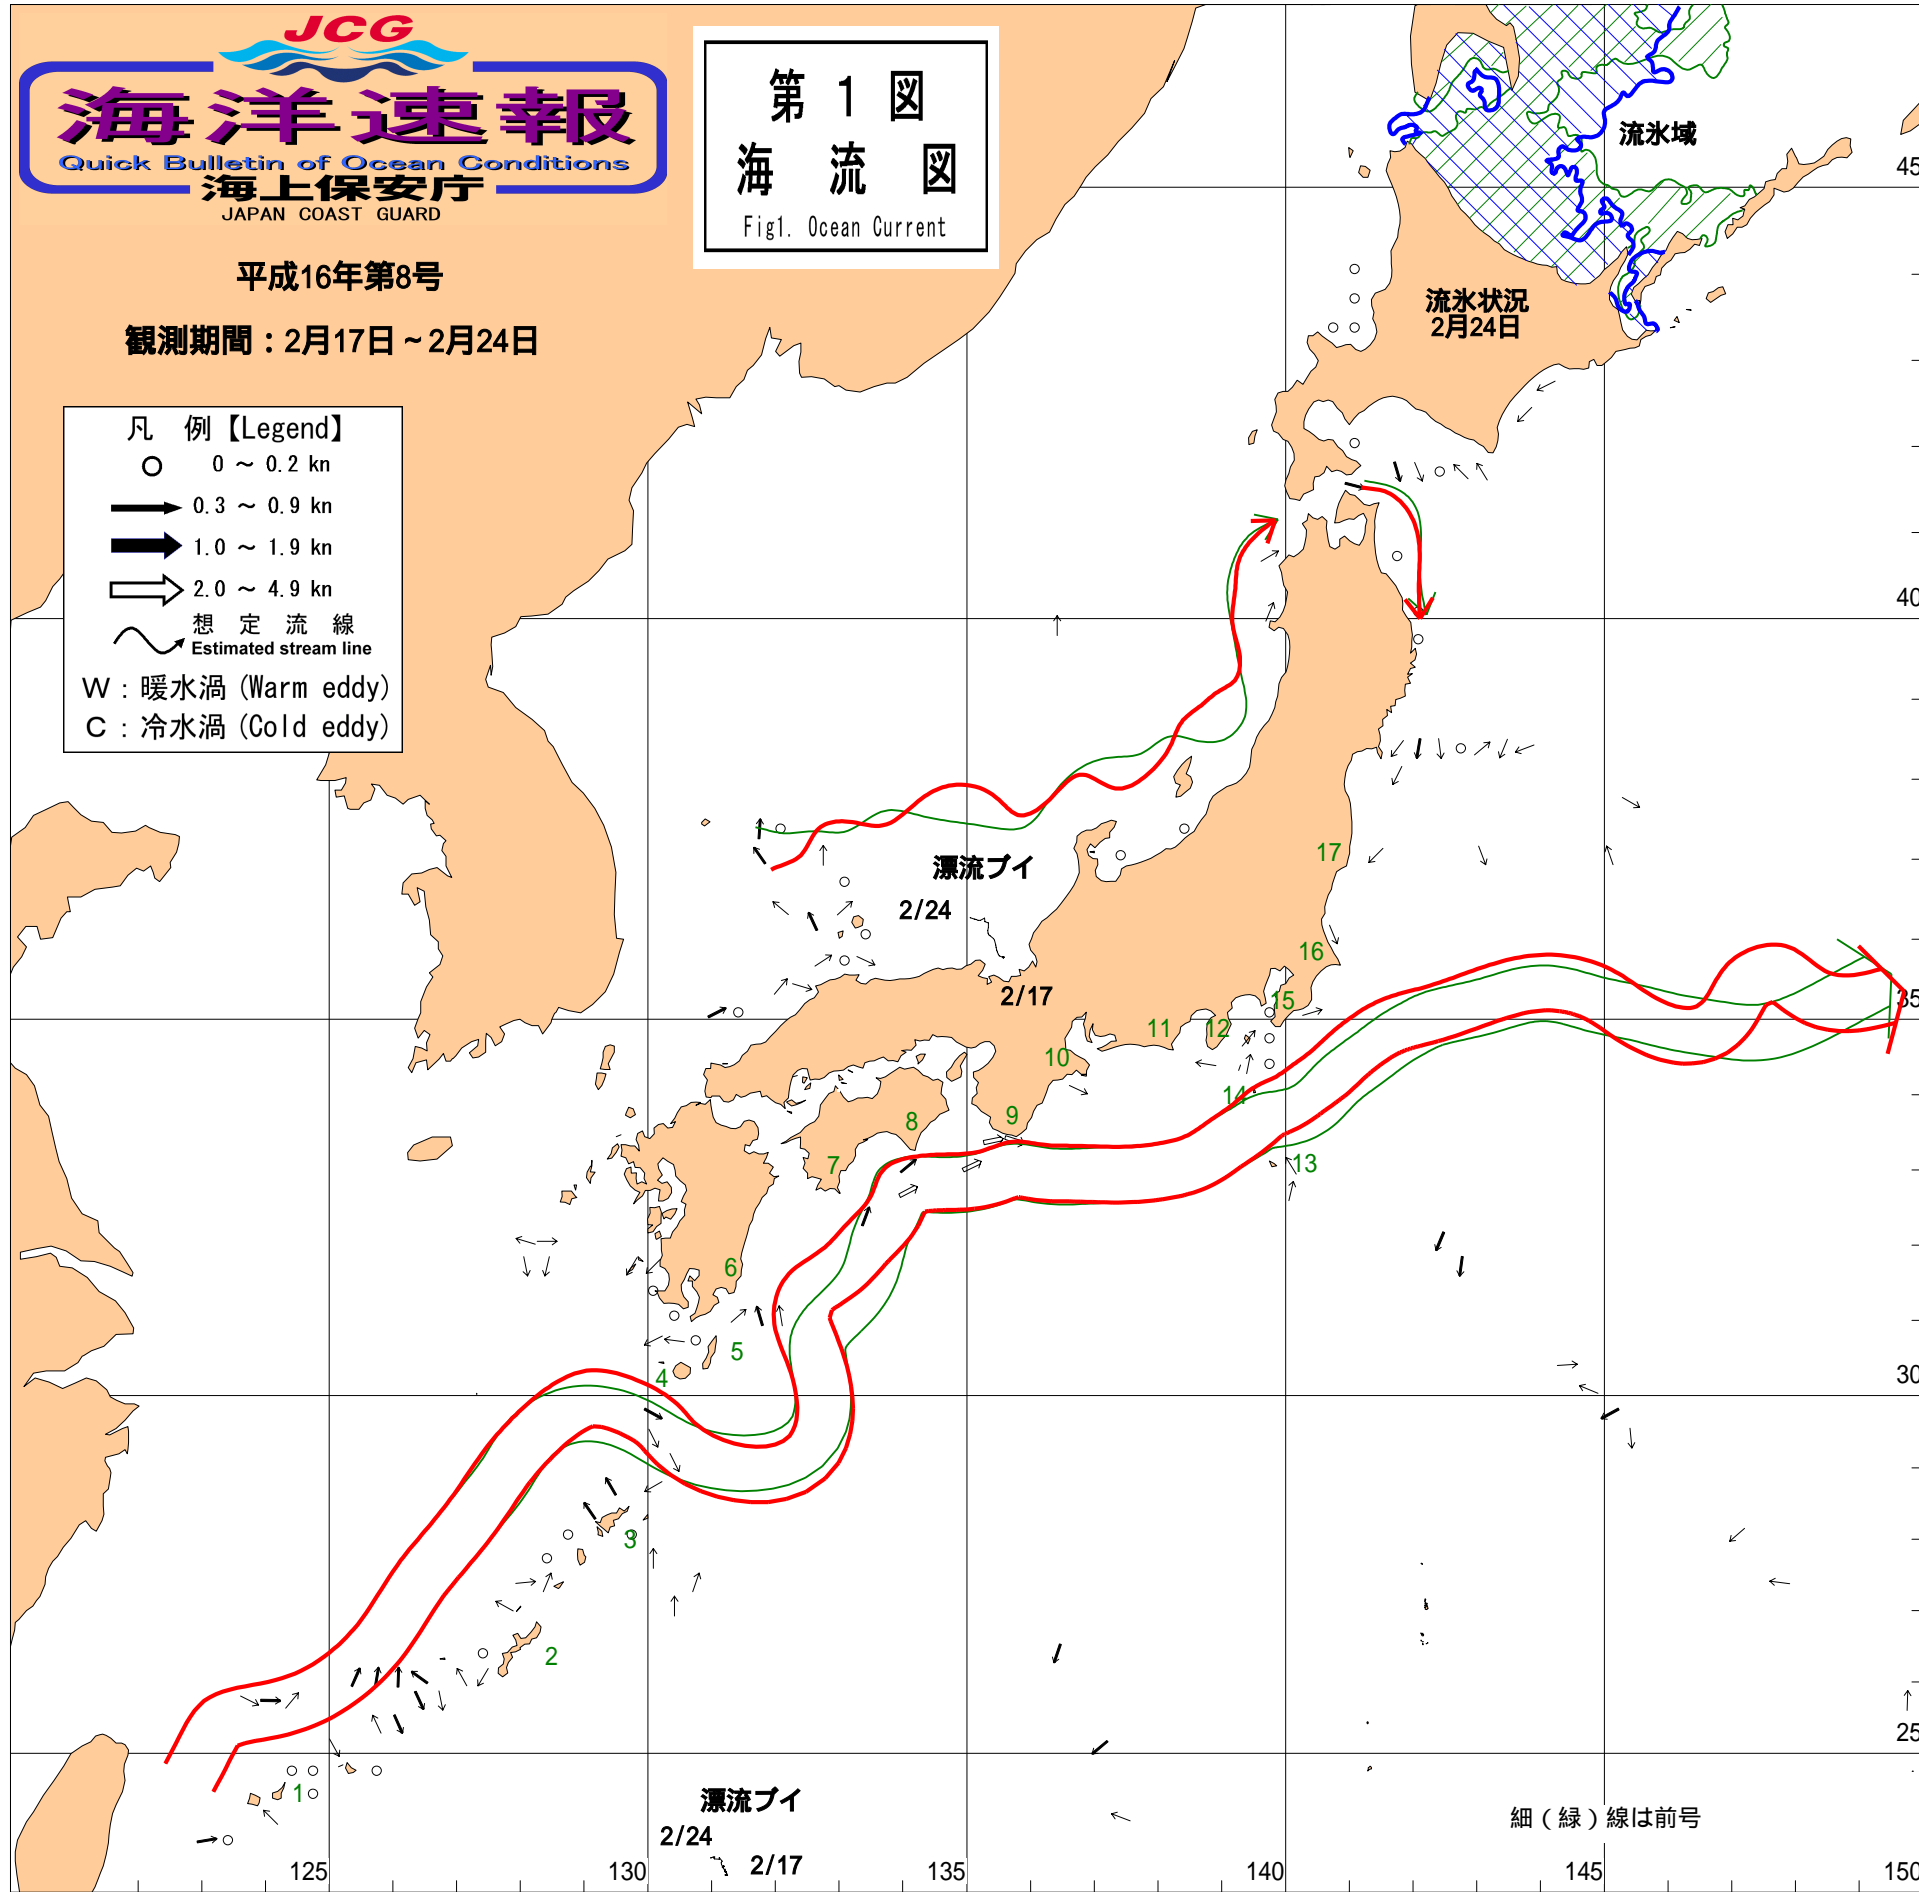 JCG
海洋速報
Quick Bulletin of Ocean Conditions
海上保安庁
JAPAN COAST GUARD
平成16年第8号
観測期間：2月17日～2月24日
第 1 図
海 流 図
Fig1. Ocean Current
凡 例【Legend】
0 ～ 0.2 kn
0.3 ～ 0.9 kn
1.0 ～ 1.9 kn
2.0 ～ 4.9 kn
想 定 流 線
Estimated stream line
W：暖水渦 (Warm eddy)
C：冷水渦 (Cold eddy)
流氷域
45
流氷状況
2月24日
40
17
漂流ブイ
2/24
16
2/17
15
35
11
12
10
14
9
8
7
13
6
5
4
30
3
2
25
1
漂流ブイ
2/24
2/17
細（緑）線は前号
125
130
135
140
145
150